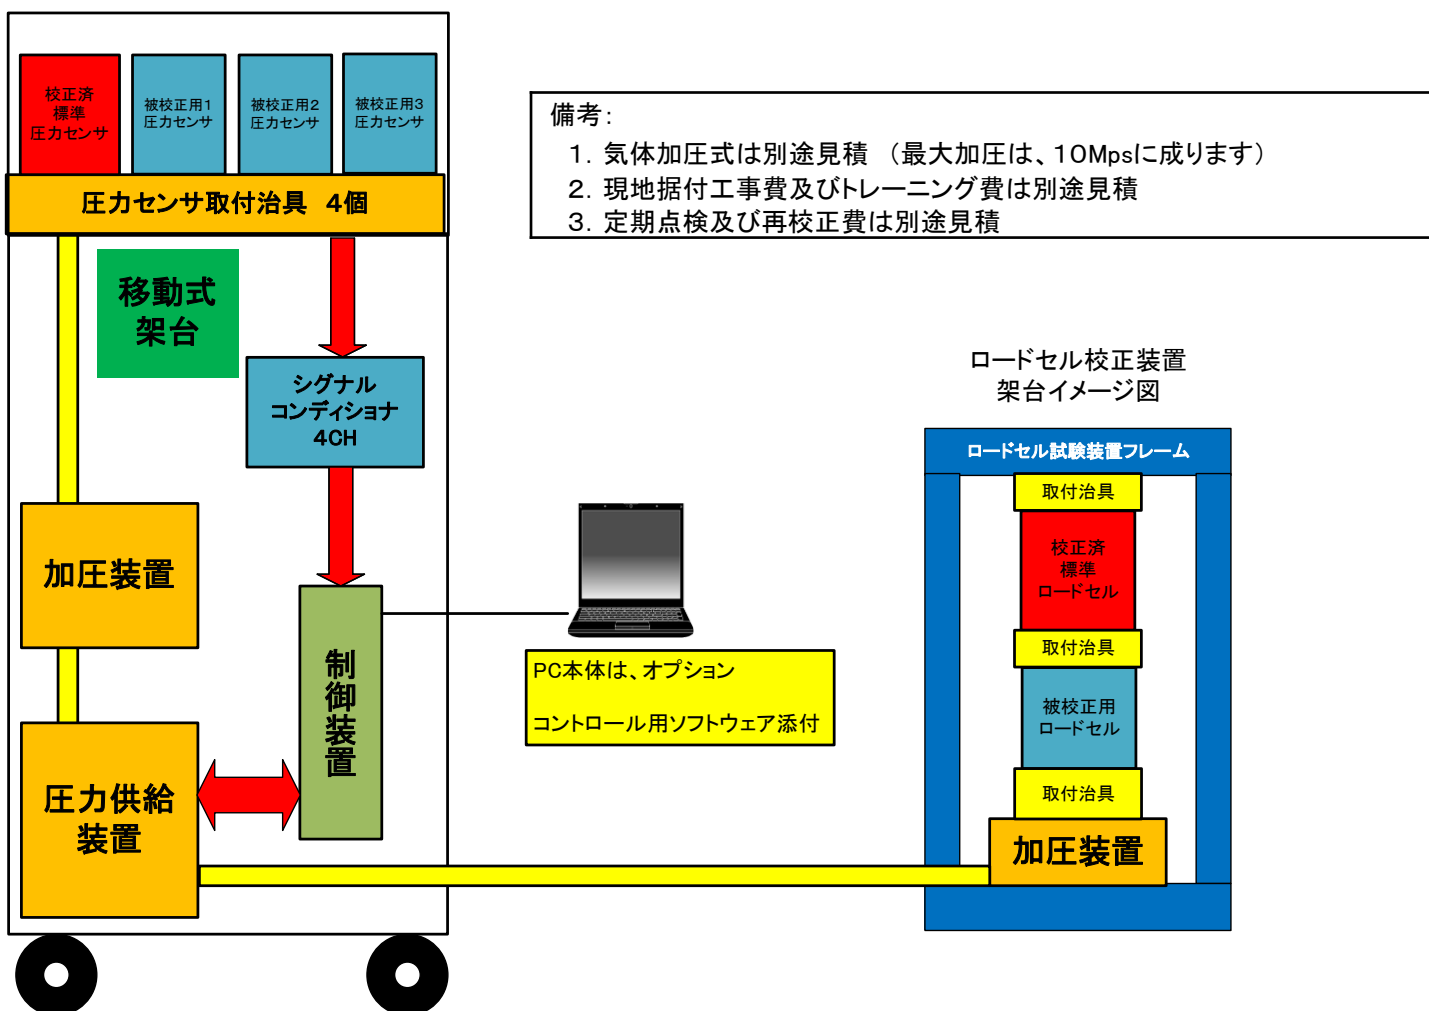 校正済
標準
圧力センサ
被校正用1
圧力センサ
被校正用2
圧力センサ
被校正用3
圧力センサ
圧力センサ取付治具 4個
移動式
架台
シグナル
コンディショナ
4CH
加圧装置
制御装置
圧力供給
装置
備考:
1. 気体加圧式は別途見積 (最大加圧は、10Mpsに成ります)
2. 現地据付工事費及びトレーニング費は別途見積
3. 定期点検及び再校正費は別途見積
PC本体は、オプション
コントロール用ソフトウェア添付
ロードセル校正装置
架台イメージ図
ロードセル試験装置フレーム
取付治具
校正済
標準
ロードセル
取付治具
被校正用
ロードセル
取付治具
加圧装置